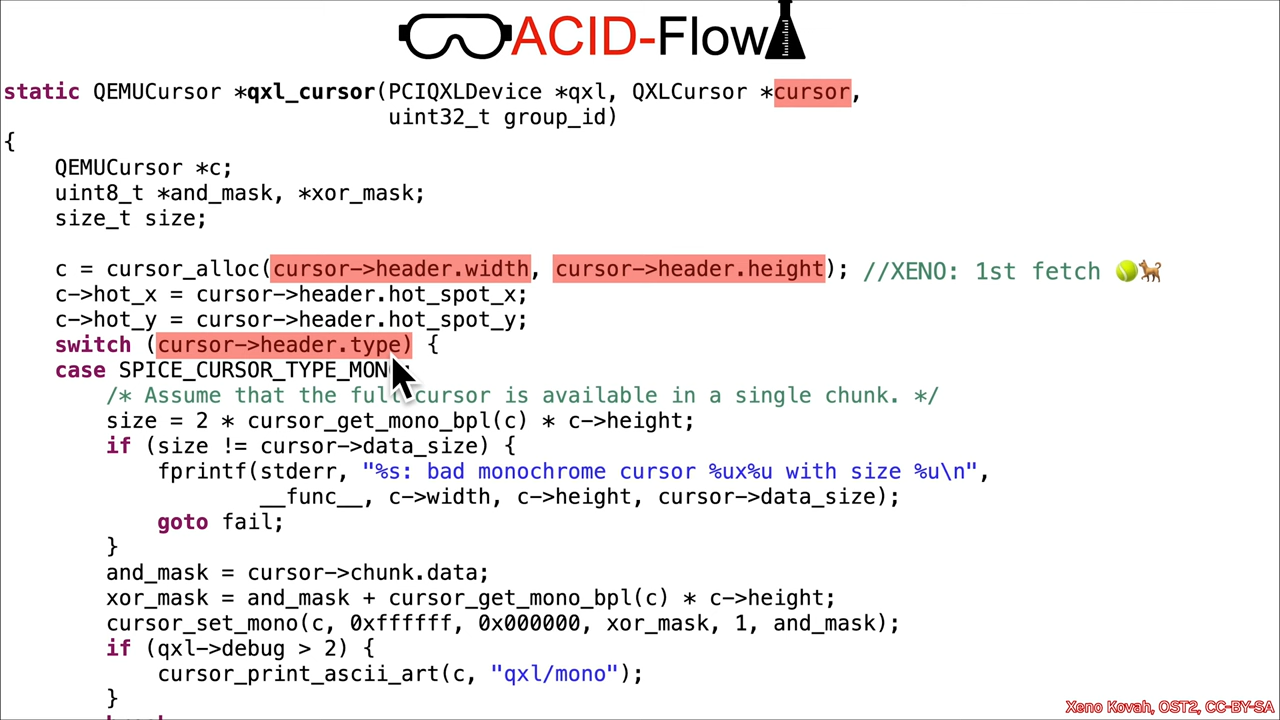 ACID-Flow
static QEMUCursor *qxl_cursor(PCIQXLDevice *qxl, QXLCursor *cursor,
                              uint32_t group_id)
{
    QEMUCursor *c;
    uint8_t *and_mask, *xor_mask;
    size_t size;
    c = cursor_alloc(cursor->header.width, cursor->header.height); //XENO: 1st fetch 🎾🐕
    c->hot_x = cursor->header.hot_spot_x;
    c->hot_y = cursor->header.hot_spot_y;
    switch (cursor->header.type) {
    case SPICE_CURSOR_TYPE_MONO:
        /* Assume that the full cursor is available in a single chunk. */
        size = 2 * cursor_get_mono_bpl(c) * c->height;
        if (size != cursor->data_size) {
            fprintf(stderr, "%s: bad monochrome cursor %ux%u with size %u\n",
                    __func__, c->width, c->height, cursor->data_size);
            goto fail;
        }
        and_mask = cursor->chunk.data;
        xor_mask = and_mask + cursor_get_mono_bpl(c) * c->height;
        cursor_set_mono(c, 0xffffff, 0x000000, xor_mask, 1, and_mask);
        if (qxl->debug > 2) {
            cursor_print_ascii_art(c, "qxl/mono");
        }
Xeno Kovah, OST2, CC-BY-SA